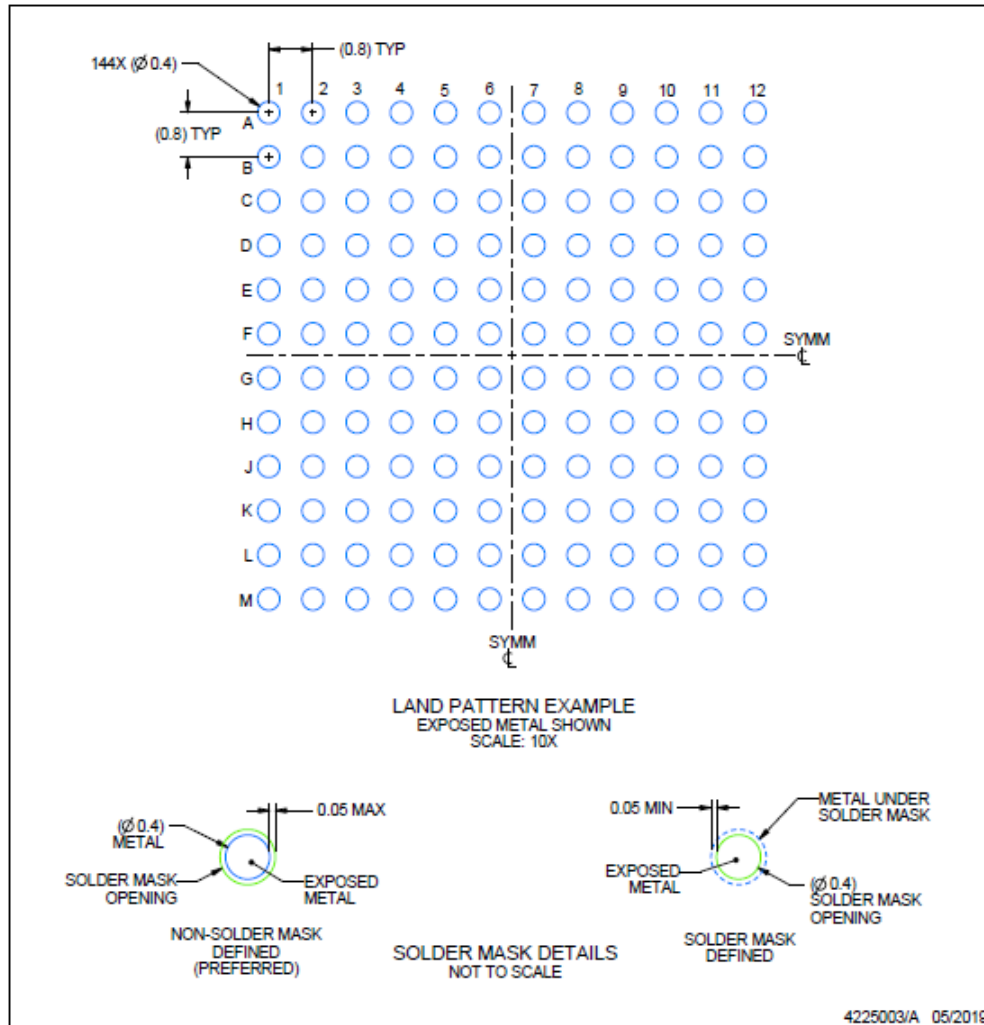 (0.8) TYP
144X (Ø 0.4)
1 2 3 4 5 6 7 8 9 10 11 12
A
(0.8) TYP
B
C
D
E
F
SYMM
℄
G
H
J
K
L
M
SYMM
℄
LAND PATTERN EXAMPLE
EXPOSED METAL SHOWN
SCALE: 10X
(Ø 0.4)
METAL
0.05 MAX
SOLDER MASK
OPENING
EXPOSED
METAL
NON-SOLDER MASK
DEFINED
(PREFERRED)
0.05 MIN
METAL UNDER
SOLDER MASK
EXPOSED
METAL
(Ø 0.4)
SOLDER MASK
OPENING
SOLDER MASK
DEFINED
SOLDER MASK DETAILS
NOT TO SCALE
4225003/A 05/2019